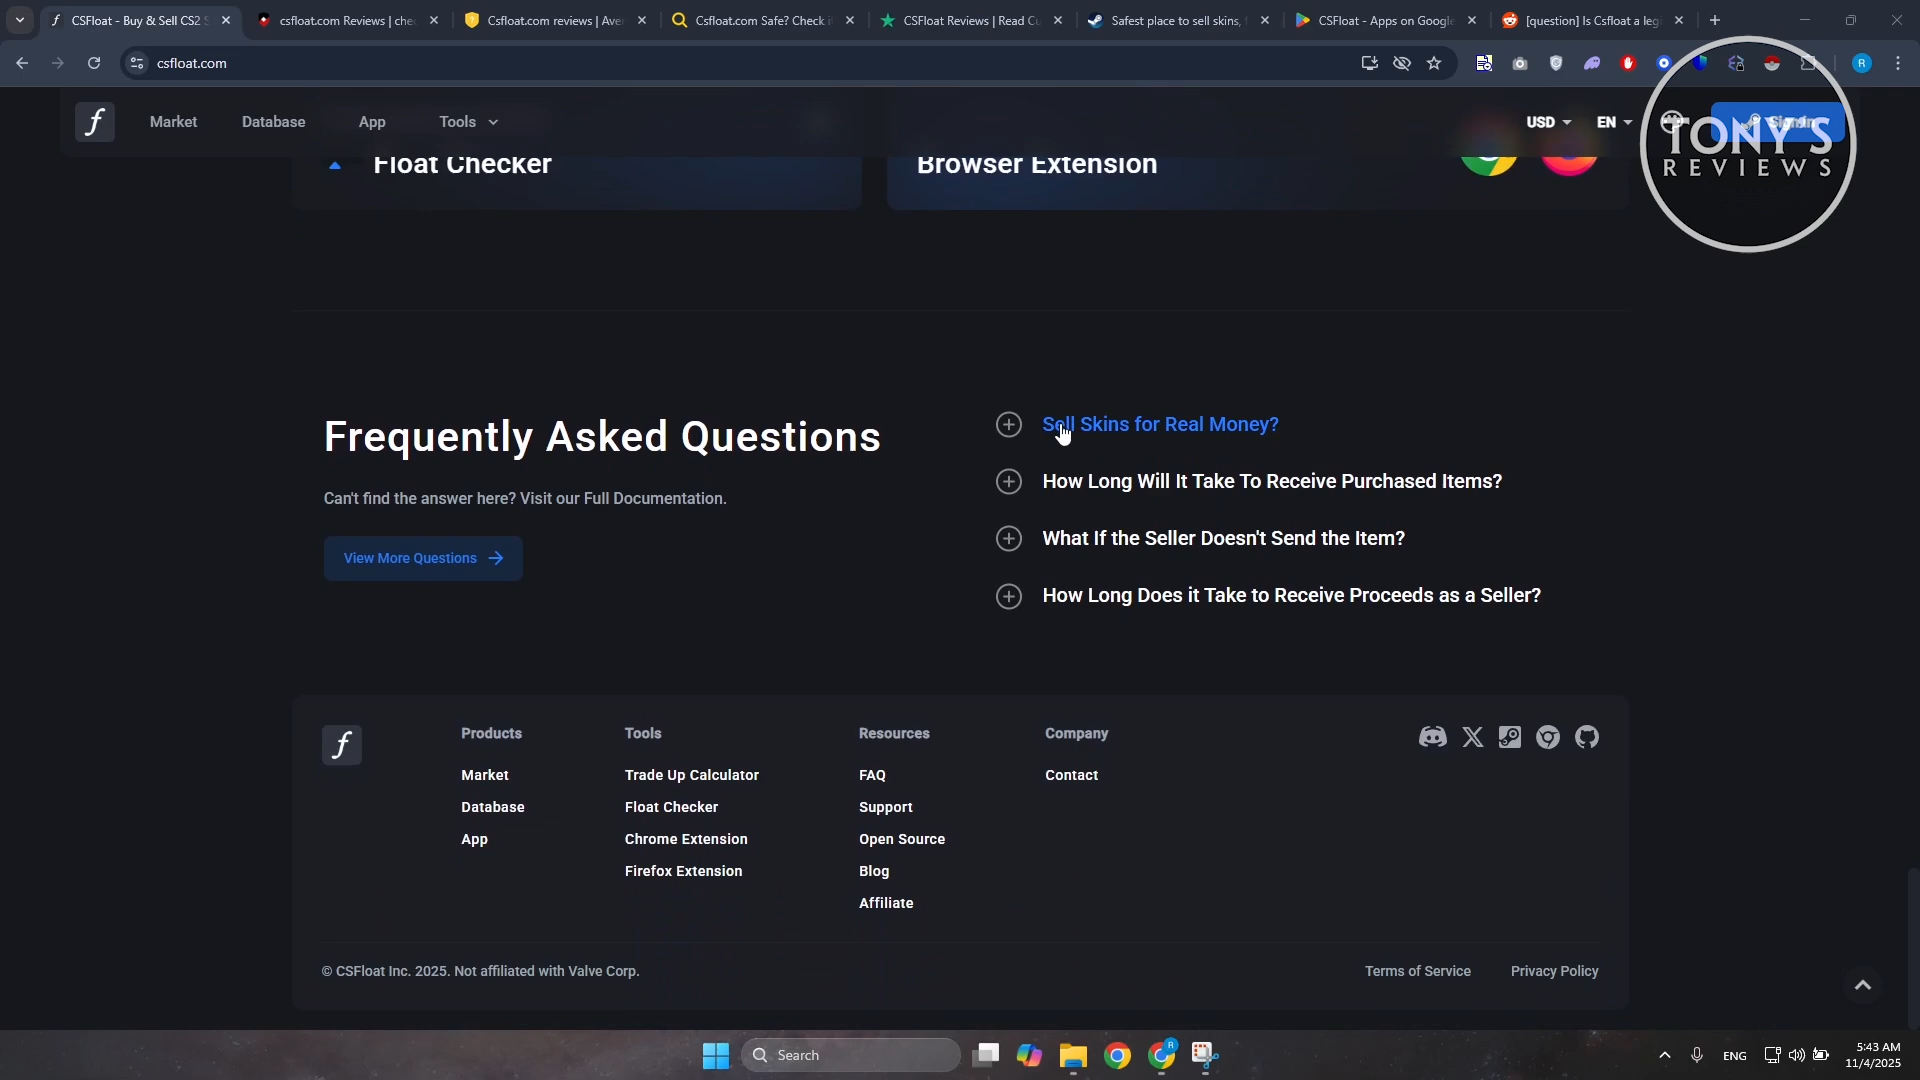 CSFloat - Buy & Sell CS2 S
csfloat.com Reviews | che
Csfloat.com reviews | Ave
Csfloat.com Safe? Check i
CSFloat Reviews | Read Cu
Safest place to sell skins,
CSFloat - Apps on Google
[question] Is Csfloat a leg
csfloat.com
R
f
Market
Database
App
Tools
USD
EN
TONY'S
REVIEWS
Float Checker
Browser Extension
Frequently Asked Questions
Can't find the answer here? Visit our Full Documentation.
View More Questions
Sell Skins for Real Money?
How Long Will It Take To Receive Purchased Items?
What If the Seller Doesn't Send the Item?
How Long Does it Take to Receive Proceeds as a Seller?
f
Products
Market
Database
App
Tools
Trade Up Calculator
Float Checker
Chrome Extension
Firefox Extension
Resources
FAQ
Support
Open Source
Blog
Affiliate
Company
Contact
© CSFloat Inc. 2025. Not affiliated with Valve Corp.
Terms of Service
Privacy Policy
Search
R
ENG
5:43 AM
11/4/2025